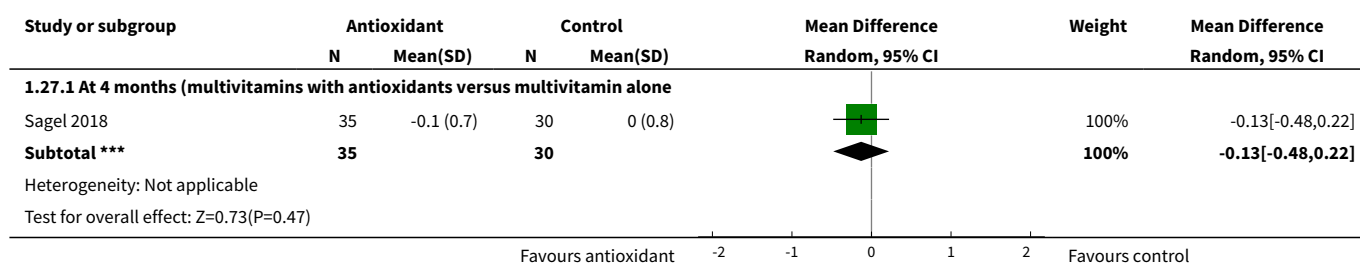 Study or subgroup Antioxidant Control Mean Difference Weight Mean Difference
N Mean(SD) N Mean(SD) Random, 95% CI Random, 95% CI
1.27.1 At 4 months (multivitamins with antioxidants versus multivitamin alone
Sagel 2018 35 -0.1 (0.7) 30 0 (0.8) 100% -0.13[-0.48,0.22]
Subtotal *** 35 30 100% -0.13[-0.48,0.22]
Heterogeneity: Not applicable
Test for overall effect: Z=0.73(P=0.47)
Favours antioxidant -2 -1 0 1 2 Favours control